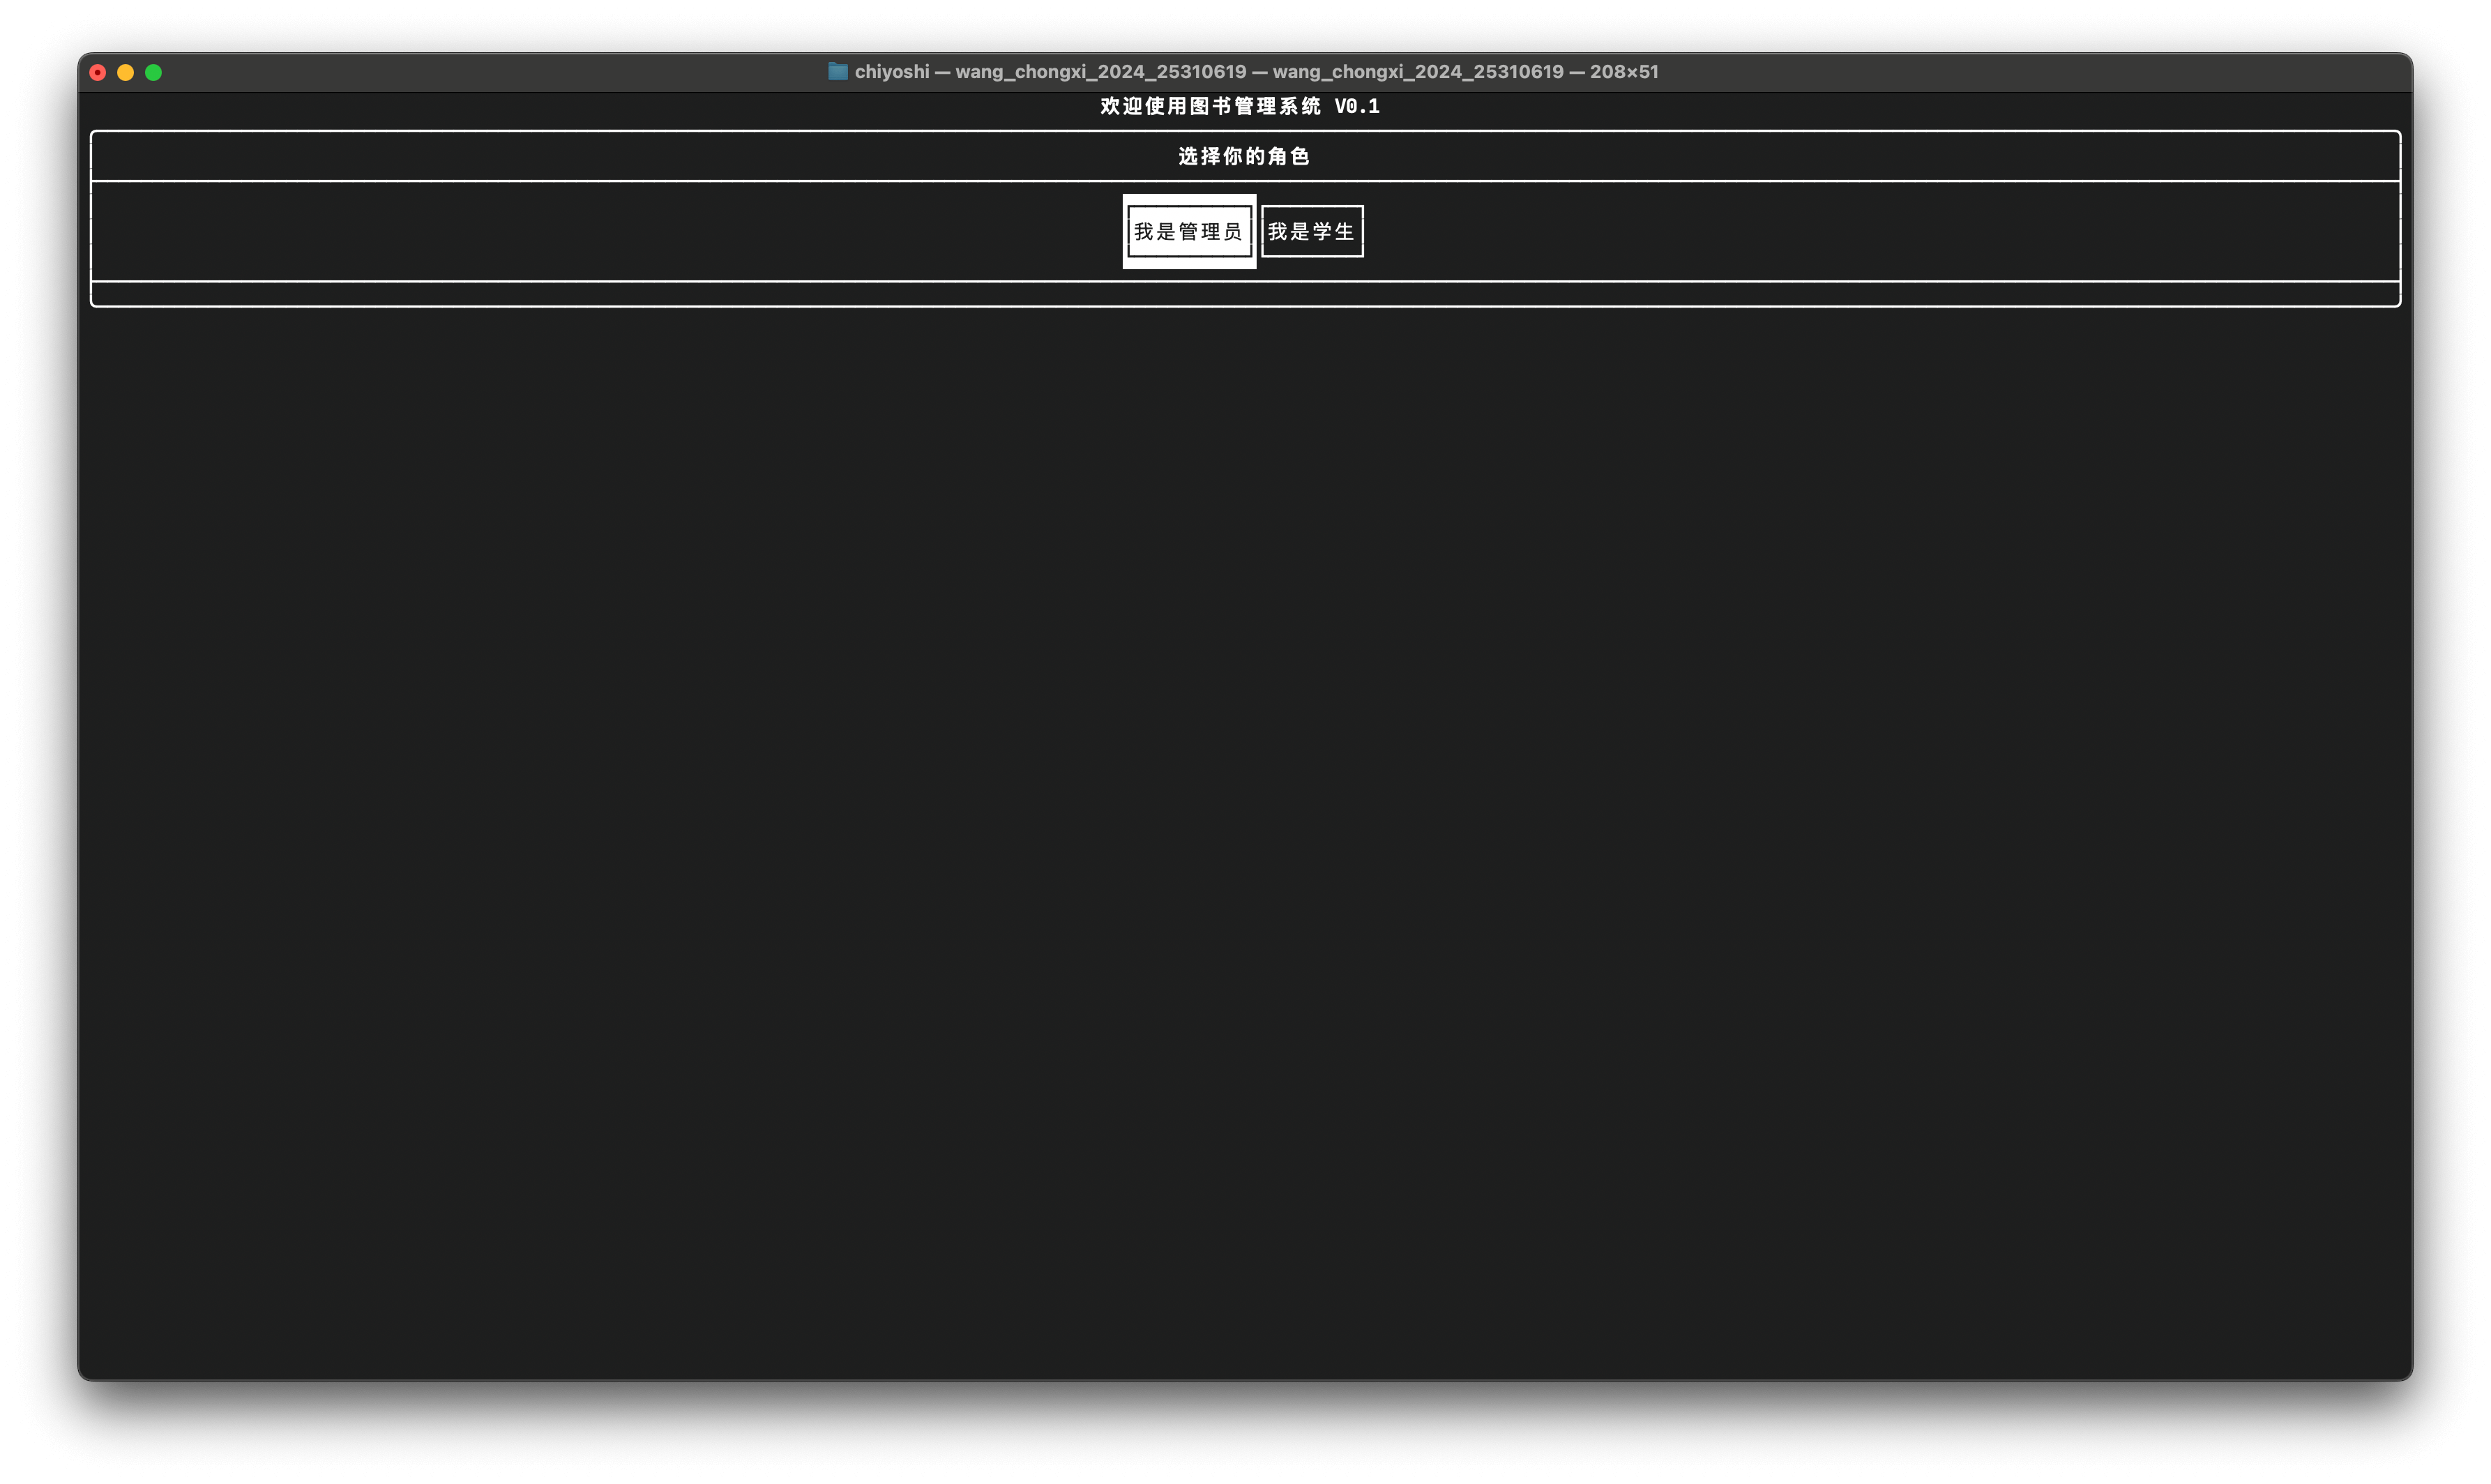 chiyoshi — wang_chongxi_2024_25310619 — wang_chongxi_2024_25310619 — 208×51
欢迎使用图书管理系统 V0.1
选择你的角色
我是管理员 我是学生